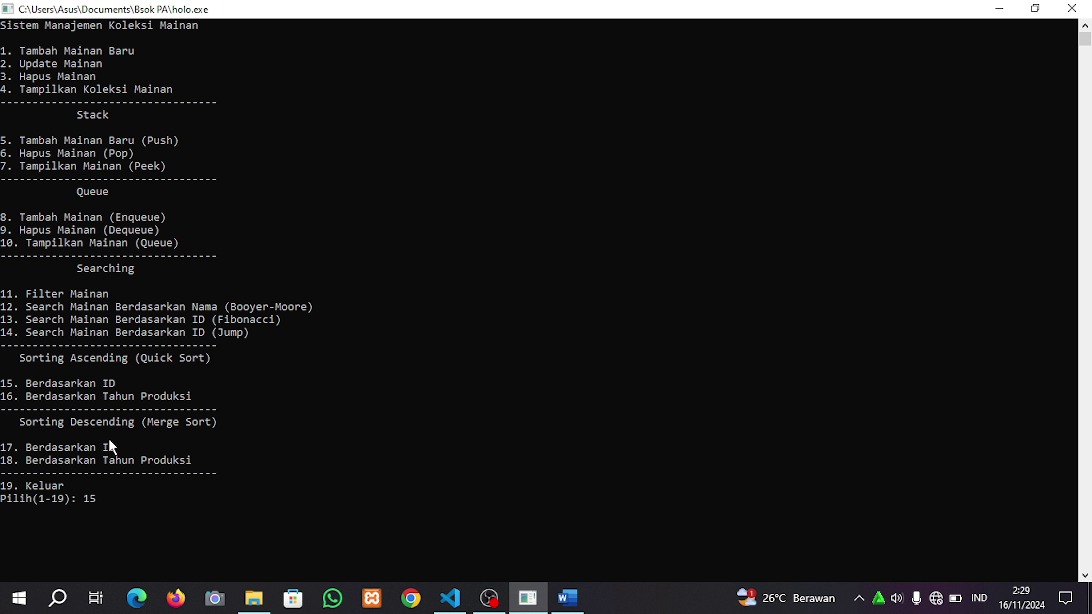 C:\Users\Asus\Documents\Bsok PA\holo.exe
Sistem Manajemen Koleksi Mainan
1. Tambah Mainan Baru
2. Update Mainan
3. Hapus Mainan
4. Tampilkan Koleksi Mainan
----------------------------------
Stack
5. Tambah Mainan Baru (Push)
6. Hapus Mainan (Pop)
7. Tampilkan Mainan (Peek)
----------------------------------
Queue
8. Tambah Mainan (Enqueue)
9. Hapus Mainan (Dequeue)
10. Tampilkan Mainan (Queue)
----------------------------------
Searching
11. Filter Mainan
12. Search Mainan Berdasarkan Nama (Booyer-Moore)
13. Search Mainan Berdasarkan ID (Fibonacci)
14. Search Mainan Berdasarkan ID (Jump)
----------------------------------
Sorting Ascending (Quick Sort)
15. Berdasarkan ID
16. Berdasarkan Tahun Produksi
----------------------------------
Sorting Descending (Merge Sort)
17. Berdasarkan ID
18. Berdasarkan Tahun Produksi
----------------------------------
19. Keluar
Pilih(1-19): 15
26°C Berawan
IND
2:29
16/11/2024